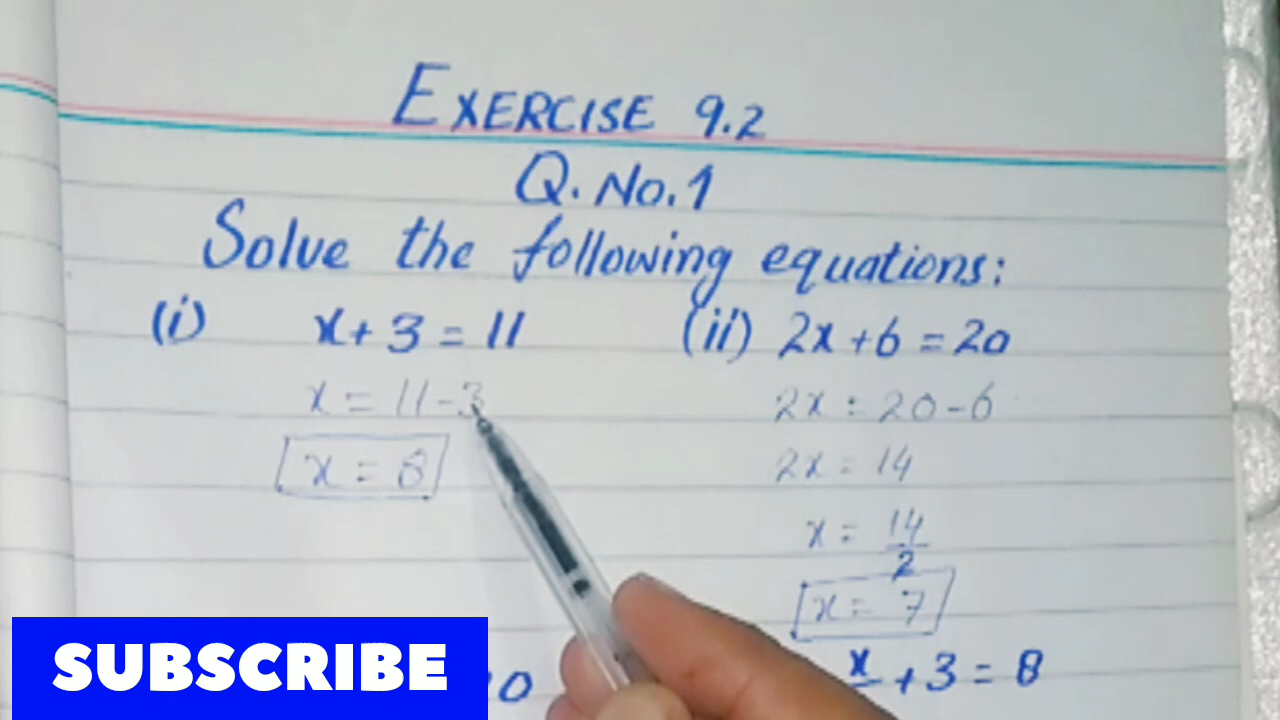 EXERCISE 9.2
Q. No. 1
Solve the following equations:
(i) x + 3 = 11 (ii) 2x + 6 = 20
x = 11 - 3 2x = 20 - 6
x = 8 2x = 14
x = 14/2
x = 7
SUBSCRIBE
x + 3 = 8